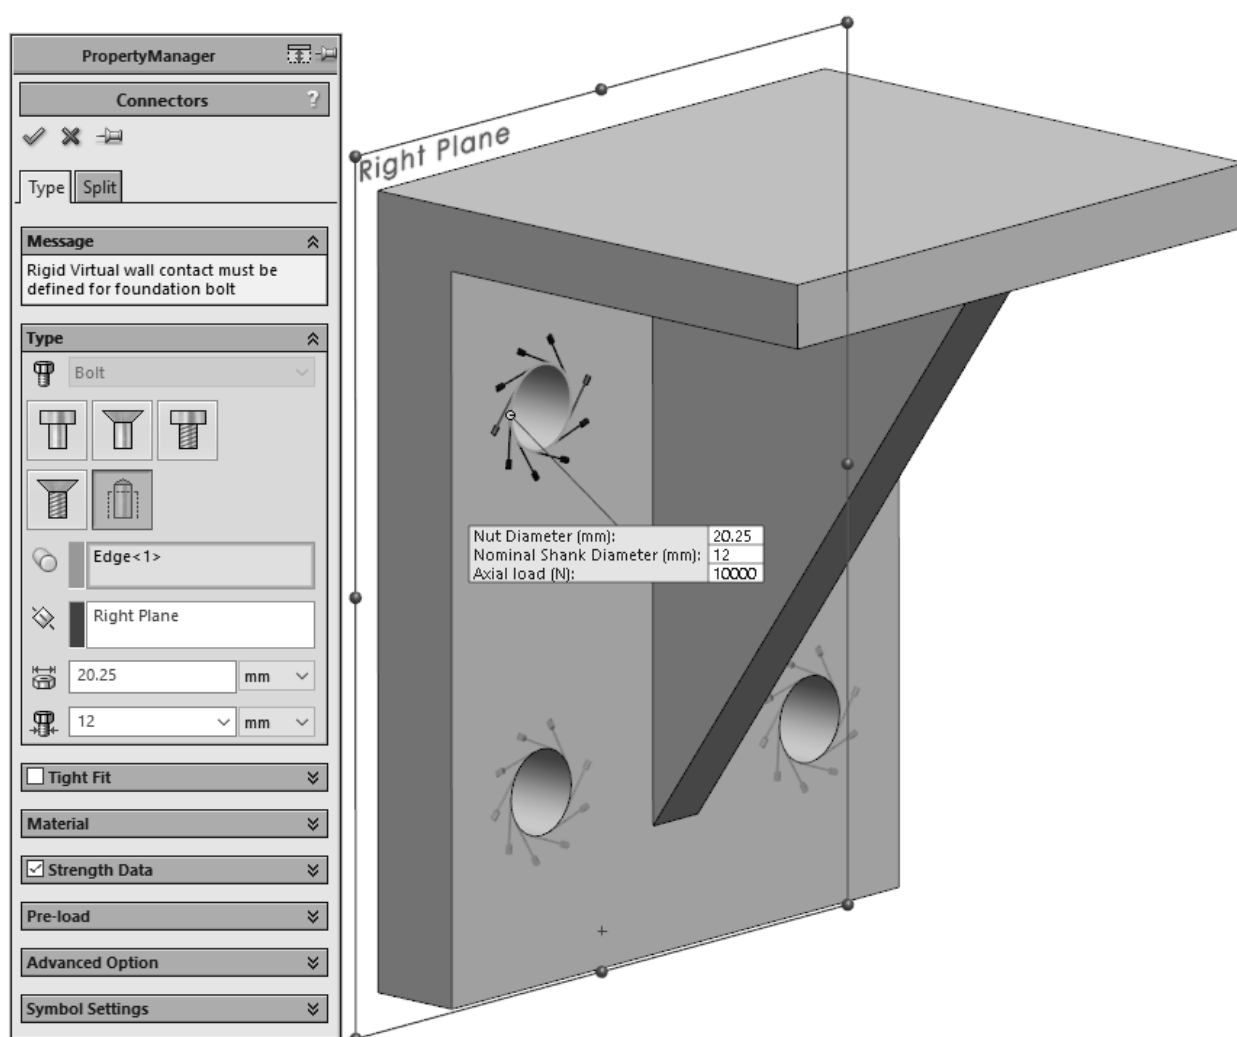 PropertyManager
Connectors
?
Type
Split
Message
Rigid Virtual wall contact must be
defined for foundation bolt
Type
Bolt
Edge<1>
Right Plane
20.25 mm
12 mm
Tight Fit
Material
Strength Data
Pre-load
Advanced Option
Symbol Settings
Right Plane
Nut Diameter (mm): 20.25
Nominal Shank Diameter (mm): 12
Axial load (N): 10000